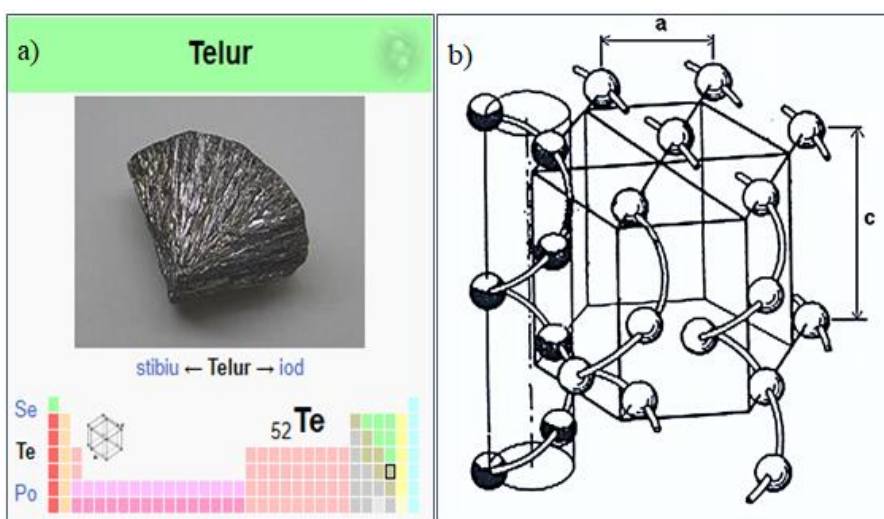 a)
Telur
stibiu ← Telur → iod
Se
Te
Po
52Te
b)
a
c